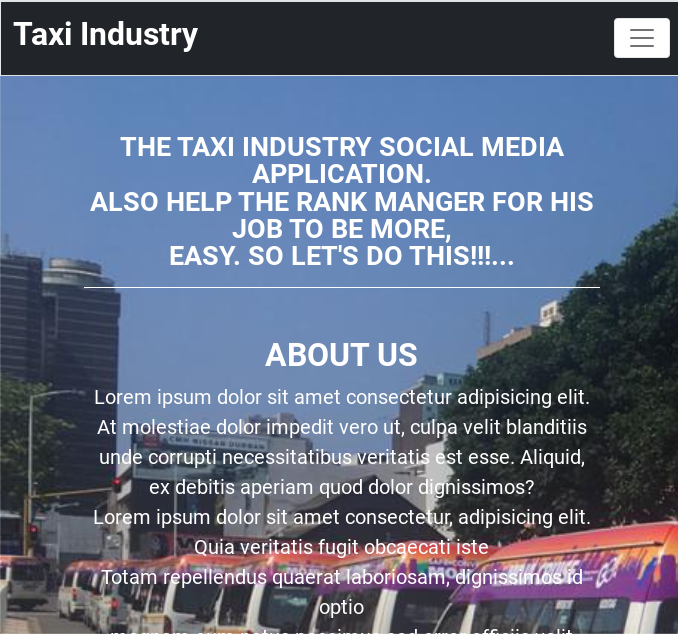 Taxi Industry
THE TAXI INDUSTRY SOCIAL MEDIA
APPLICATION.
ALSO HELP THE RANK MANGER FOR HIS
JOB TO BE MORE,
EASY. SO LET'S DO THIS!!!...
ABOUT US
Lorem ipsum dolor sit amet consectetur adipisicing elit.
At molestiae dolor impedit vero ut, culpa velit blanditiis
CMH NISSAN DURBAN
unde corrupti necessitatibus veritatis est esse. Aliquid,
ex debitis aperiam quod dolor dignissimos?
Lorem ipsum dolor sit amet consectetur, adipisicing elit.
Quia veritatis fugit obcaecati iste
Totam repellendus quaerat laboriosam, dignissimos id
optio